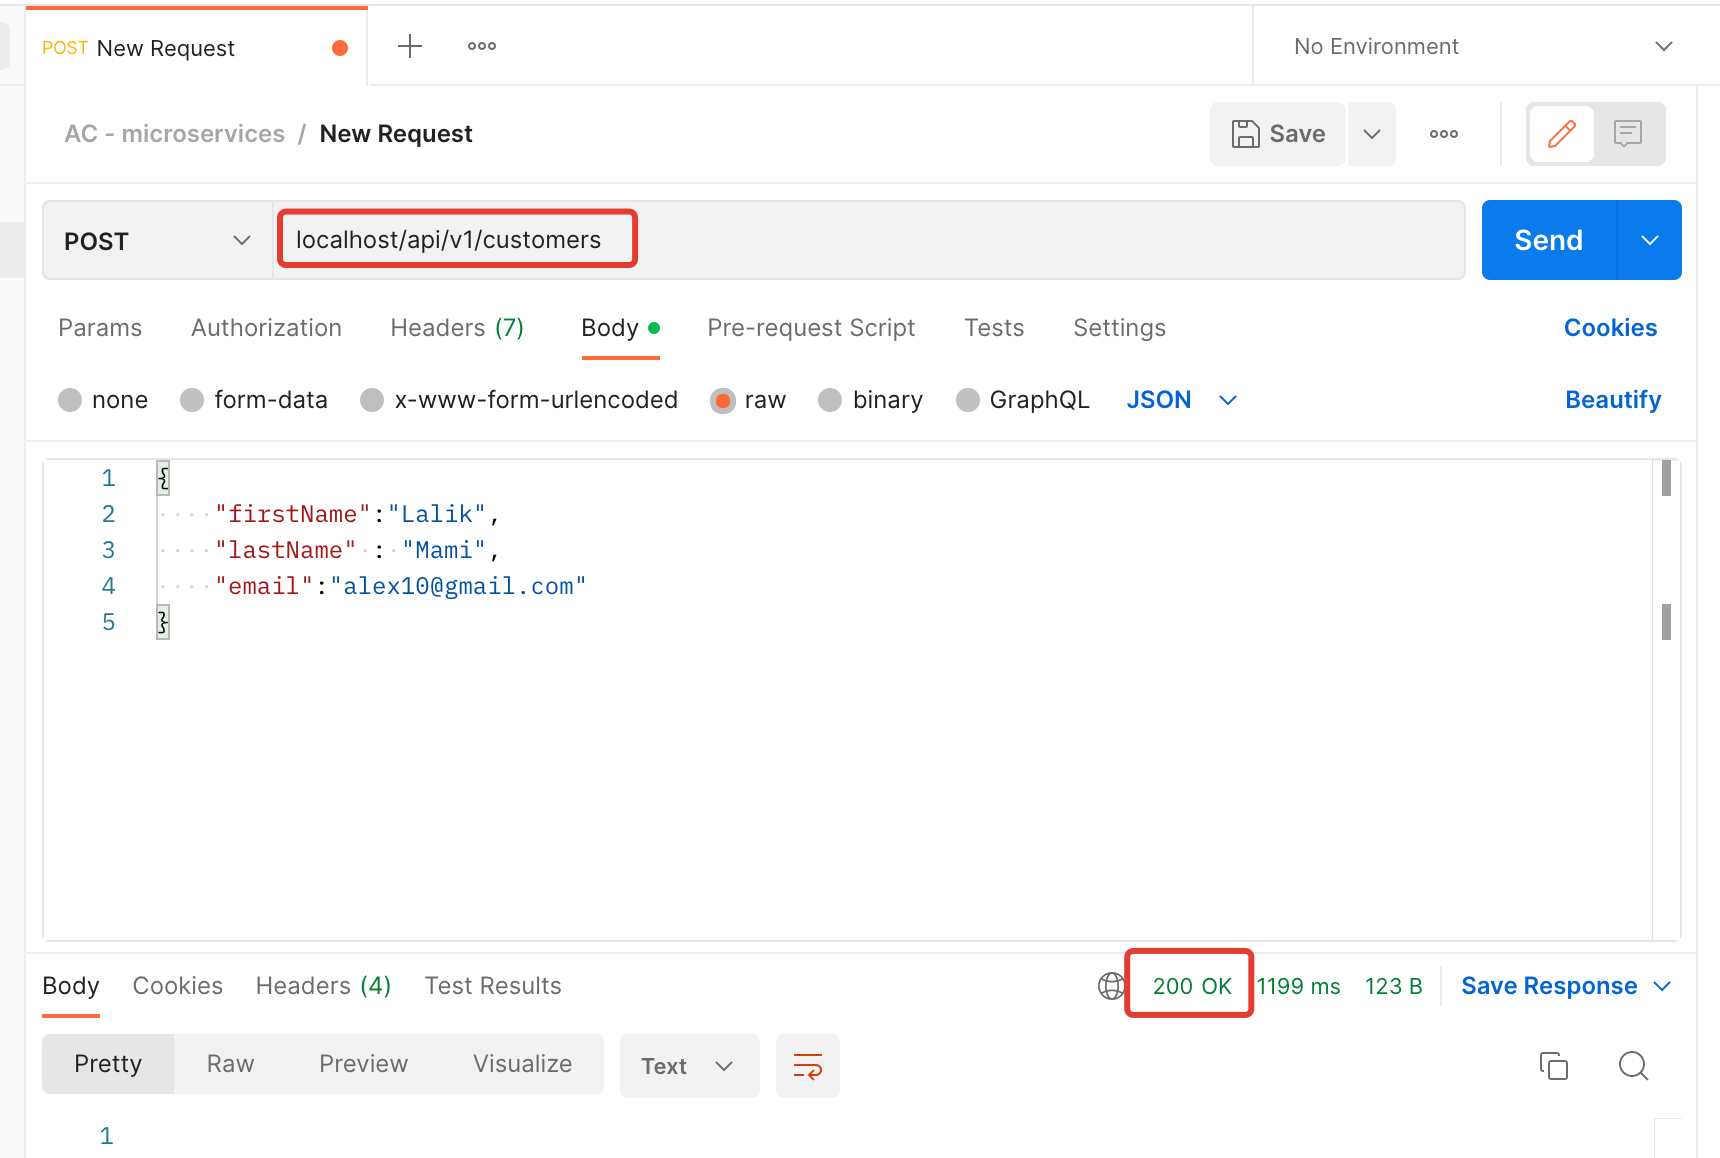 POST New Request
No Environment
AC - microservices / New Request
Save
POST
localhost/api/v1/customers
Send
Params Authorization Headers (7) Body Pre-request Script Tests Settings Cookies
none form-data x-www-form-urlencoded raw binary GraphQL JSON Beautify
1 {
2 "firstName":"Lalik",
3 "lastName" : "Mami",
4 "email":"alex10@gmail.com"
5 }
Body Cookies Headers (4) Test Results 200 OK 1199 ms 123 B Save Response
Pretty Raw Preview Visualize Text
1